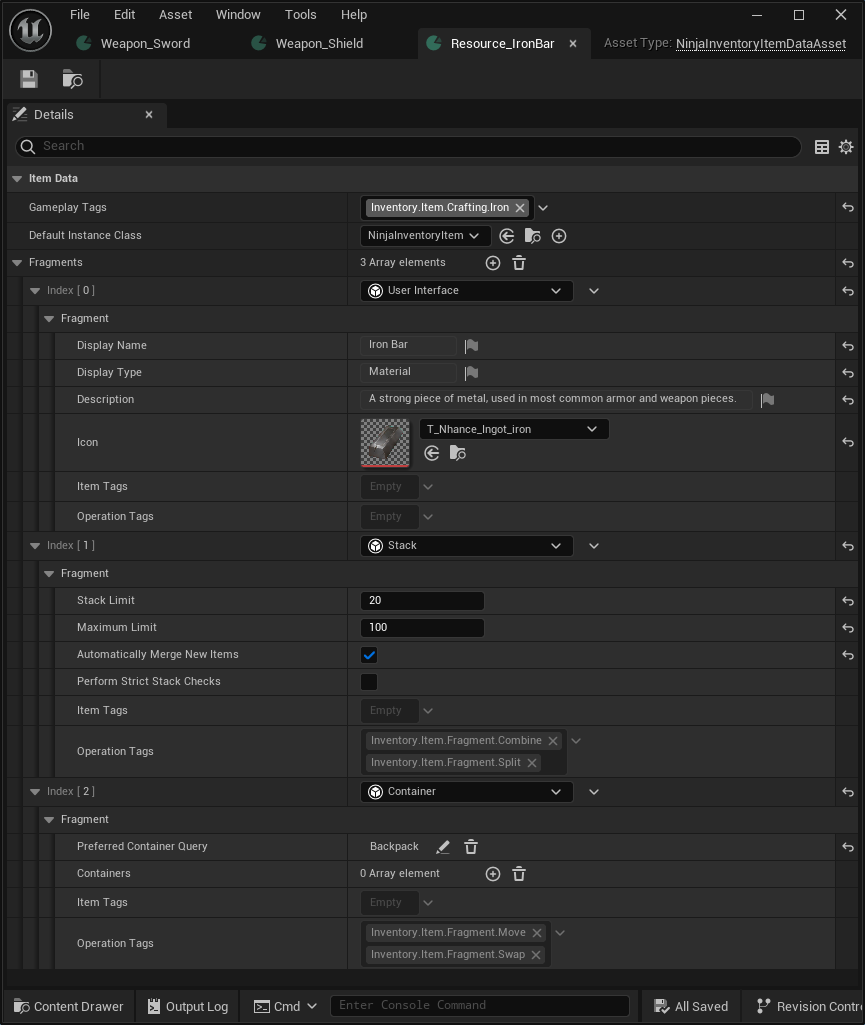 File Edit Asset Window Tools Help
Weapon_Sword Weapon_Shield Resource_IronBar Asset Type: NinjaInventoryItemDataAsset
Details
Search
Item Data
Gameplay Tags Inventory.Item.Crafting.Iron
Default Instance Class NinjaInventoryItem
Fragments 3 Array elements
Index [ 0 ] User Interface
Fragment
Display Name Iron Bar
Display Type Material
Description A strong piece of metal, used in most common armor and weapon pieces.
Icon T_Nhance_Ingot_iron
Item Tags Empty
Operation Tags Empty
Index [ 1 ] Stack
Fragment
Stack Limit 20
Maximum Limit 100
Automatically Merge New Items
Perform Strict Stack Checks
Item Tags Empty
Operation Tags Inventory.Item.Fragment.Combine
Inventory.Item.Fragment.Split
Index [ 2 ] Container
Fragment
Preferred Container Query Backpack
Containers 0 Array element
Item Tags Empty
Operation Tags Inventory.Item.Fragment.Move
Inventory.Item.Fragment.Swap
Content Drawer Output Log Cmd Enter Console Command All Saved Revision Contr